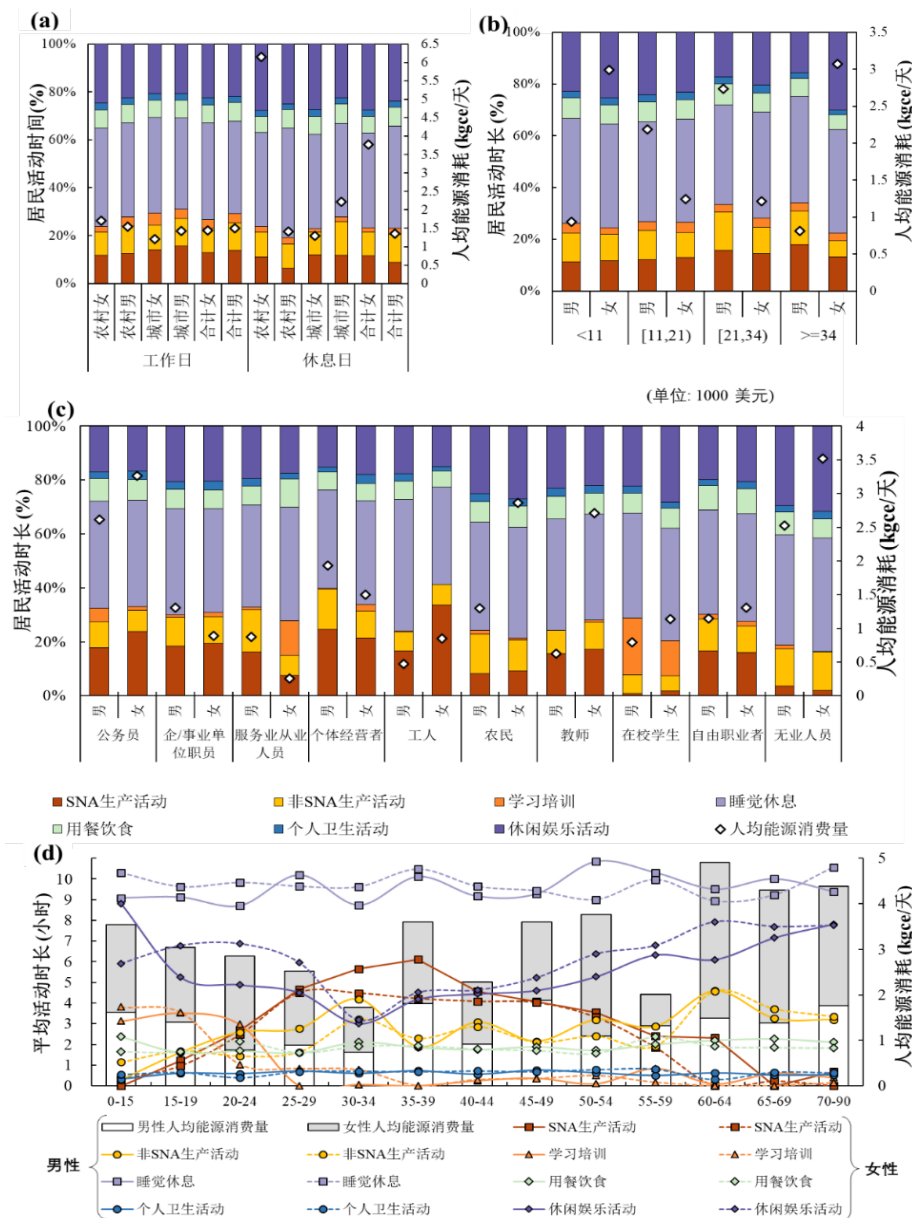 (a)
100%
80%
60%
40%
20%
0%
居民活动时间(%)
6.5
6
5.5
5
4.5
4
3.5
3
2.5
2
1.5
1
0.5
0
人均能源消耗(kgce/天)
农村女
农村男
城市女
城市男
合计女
合计男
农村女
农村男
城市女
城市男
合计女
合计男
工作日
休息日
(b)
100%
80%
60%
40%
20%
0%
居民活动时长(%)
3.5
3
2.5
2
1.5
1
0.5
0
人均能源消耗(kgce/天)
男 女 男 女 男 女 男 女
<11 [11,21) [21,34) >=34
(单位: 1000 美元)
(c)
100%
80%
60%
40%
20%
0%
居民活动时长(%)
4
3.5
3
2.5
2
1.5
1
0.5
0
人均能源消耗(kgce/天)
男 女 男 女 男 女 男 女 男 女 男 女 男 女 男 女 男 女 男 女
公务员
企/事业单
位职员
服务业从业
人员
个体经营者
工人
农民
教师
在校学生
自由职业者
无业人员
SNA生产活动 非SNA生产活动 学习培训 睡觉休息
用餐饮食 个人卫生活动 休闲娱乐活动 人均能源消费量
(d)
10
9
8
7
6
5
4
3
2
1
0
平均活动时长(小时)
5
4
3
2
1
0
人均能源消耗(kgce/天)
0-15 15-19 20-24 25-29 30-34 35-39 40-44 45-49 50-54 55-59 60-64 65-69 70-90
男性人均能源消费量 女性人均能源消费量 SNA生产活动 SNA生产活动
非SNA生产活动 非SNA生产活动 学习培训 学习培训
睡觉休息 睡觉休息 用餐饮食 用餐饮食
个人卫生活动 个人卫生活动 休闲娱乐活动 休闲娱乐活动
男性
女性